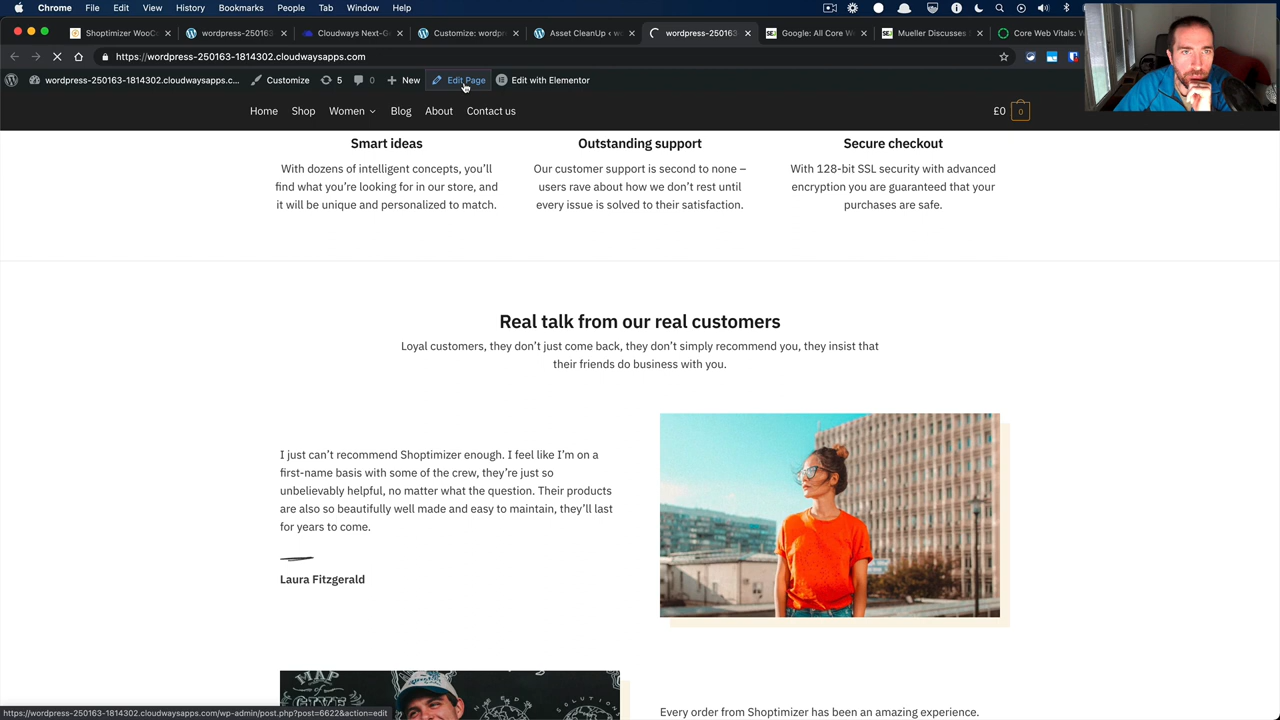 Chrome File Edit View History Bookmarks People Tab Window Help
Shoptimizer WooC
wordpress-250163
Cloudways Next-G
Customize: wordpr
Asset CleanUp ‹ w
wordpress-250163
Google: All Core W
Mueller Discusses
Core Web Vitals: W
https://wordpress-250163-1814302.cloudwaysapps.com
wordpress-250163-1814302.cloudwaysapps.c... Customize 5 0 New Edit Page Edit with Elementor
Home Shop Women Blog About Contact us £0 0
Smart ideas
With dozens of intelligent concepts, you’ll
find what you’re looking for in our store, and
it will be unique and personalized to match.
Outstanding support
Our customer support is second to none –
users rave about how we don’t rest until
every issue is solved to their satisfaction.
Secure checkout
With 128-bit SSL security with advanced
encryption you are guaranteed that your
purchases are safe.
Real talk from our real customers
Loyal customers, they don’t just come back, they don’t simply recommend you, they insist that
their friends do business with you.
I just can’t recommend Shoptimizer enough. I feel like I’m on a
first-name basis with some of the crew, they’re just so
unbelievably helpful, no matter what the question. Their products
are also so beautifully well made and easy to maintain, they’ll last
for years to come.
Laura Fitzgerald
MAP
of
Every order from Shoptimizer has been an amazing experience.
https://wordpress-250163-1814302.cloudwaysapps.com/wp-admin/post.php?post=6622&action=edit